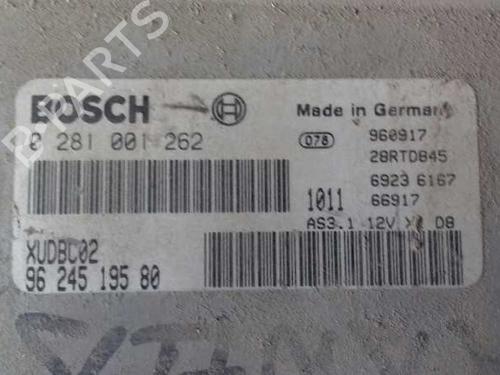 BOSCH
Made in Germany
0 281 001 262
078
960917
28RTD845
6923 6167
1011
66917
AS3.1 12V
D8
XUDBC02
96 245 195 80